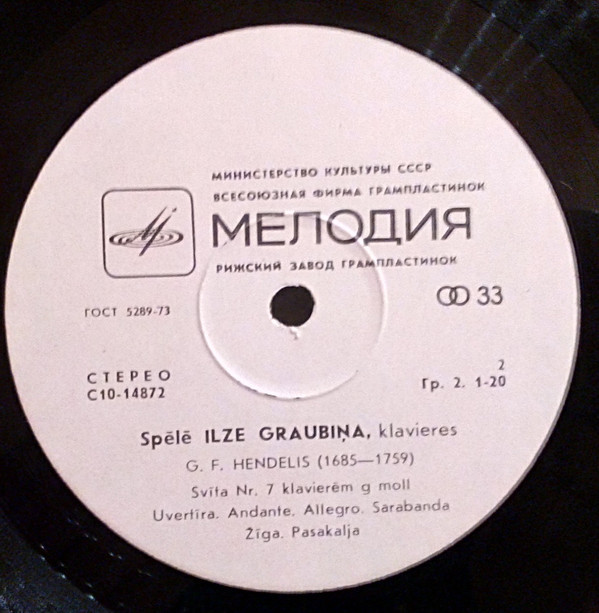 МИНИСТЕРСТВО КУЛЬТУРЫ СССР
ВСЕСОЮЗНАЯ ФИРМА ГРАМПЛАСТИНОК
МЕЛОДИЯ
РИЖСКИЙ ЗАВОД ГРАМПЛАСТИНОК
33
ГОСТ 5289-73
СТЕРЕО
С10-14872
2
Гр. 2. 1-20
Spēlē ILZE GRAUBIŅA, klavieres
G. F. HENDELIS (1685—1759)
Svīta Nr. 7 klavierēm g moll
Uvertīra. Andante. Allegro. Sarabanda
Žīga. Pasakalja